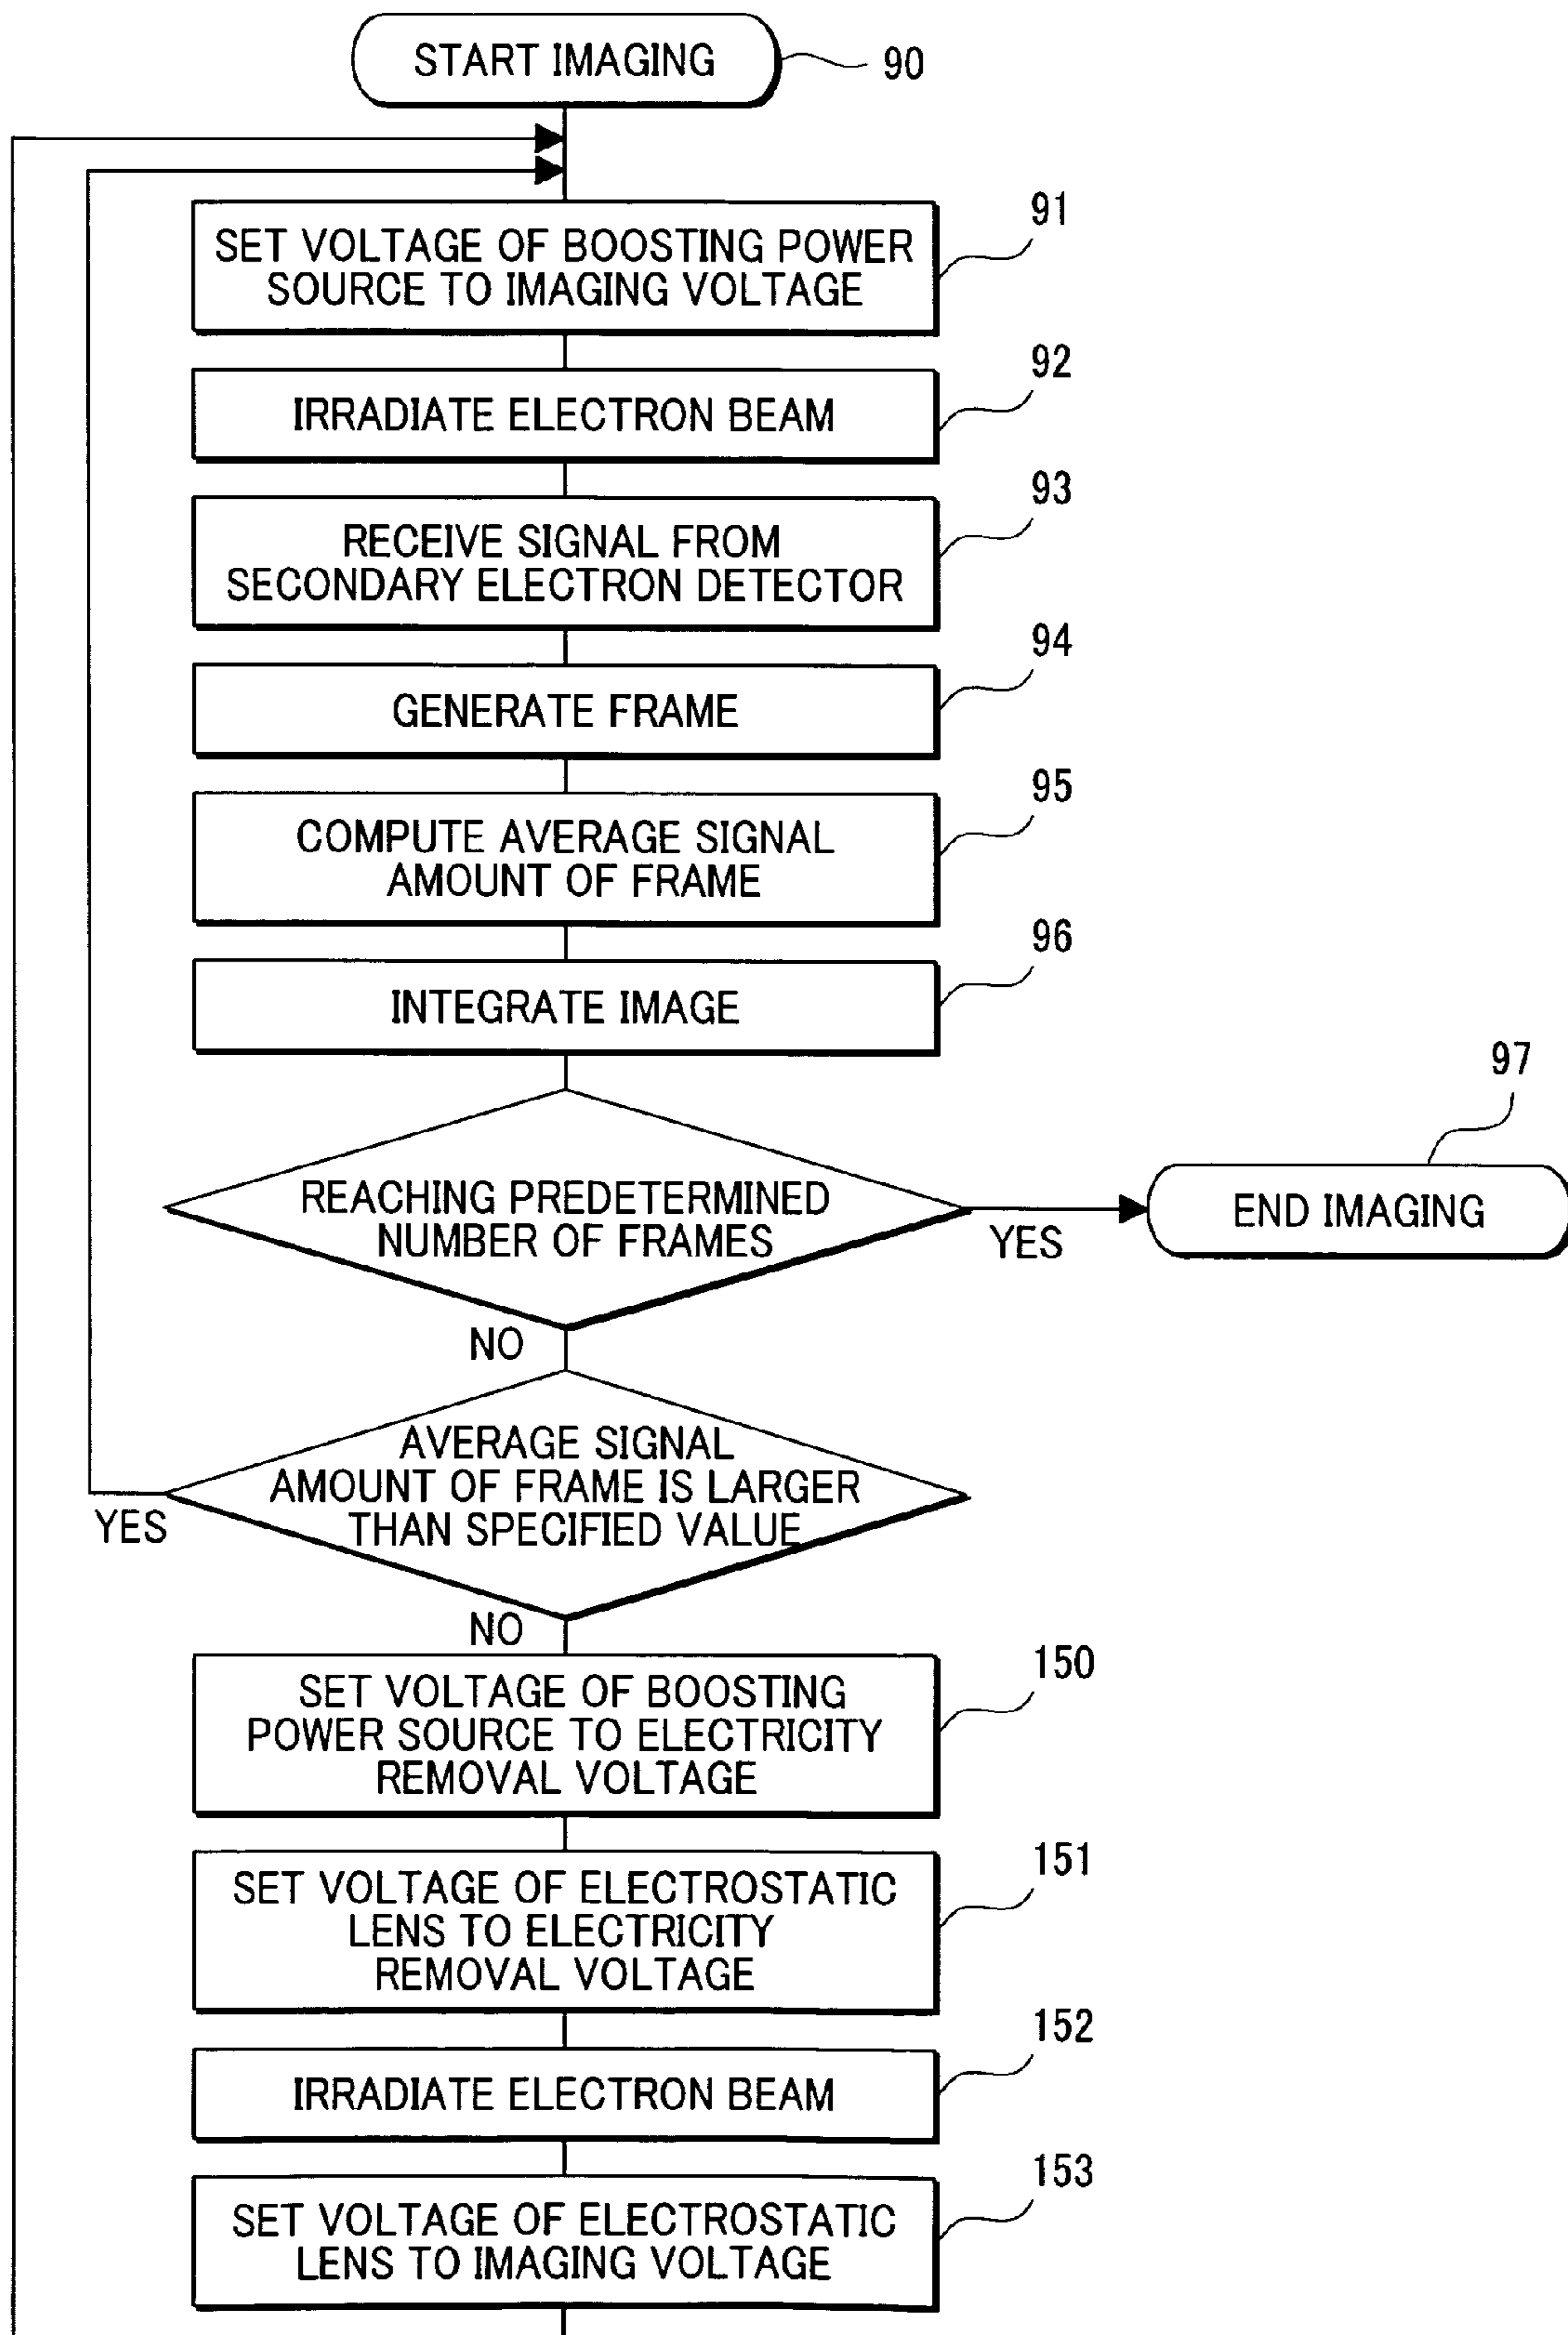 START IMAGING
90
91
SET VOLTAGE OF BOOSTING POWER
SOURCE TO IMAGING VOLTAGE
92
IRRADIATE ELECTRON BEAM
93
RECEIVE SIGNAL FROM
SECONDARY ELECTRON DETECTOR
94
GENERATE FRAME
95
COMPUTE AVERAGE SIGNAL
AMOUNT OF FRAME
96
INTEGRATE IMAGE
97
REACHING PREDETERMINED
NUMBER OF FRAMES
YES
END IMAGING
NO
AVERAGE SIGNAL
AMOUNT OF FRAME IS LARGER
THAN SPECIFIED VALUE
YES
NO
150
SET VOLTAGE OF BOOSTING
POWER SOURCE TO ELECTRICITY
REMOVAL VOLTAGE
151
SET VOLTAGE OF ELECTROSTATIC
LENS TO ELECTRICITY
REMOVAL VOLTAGE
152
IRRADIATE ELECTRON BEAM
153
SET VOLTAGE OF ELECTROSTATIC
LENS TO IMAGING VOLTAGE